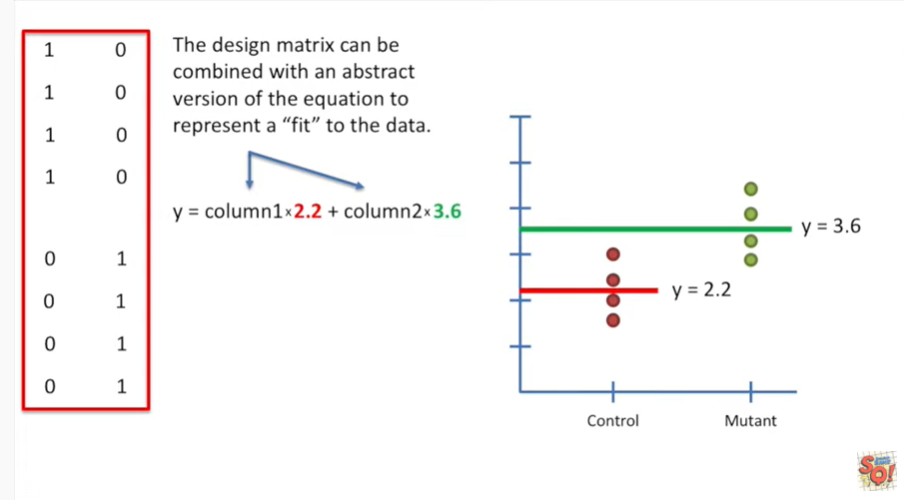 1 0
1 0
1 0
1 0
0 1
0 1
0 1
0 1
The design matrix can be
combined with an abstract
version of the equation to
represent a “fit” to the data.
y = column1×2.2 + column2×3.6
y = 3.6
y = 2.2
Control Mutant
SQ!